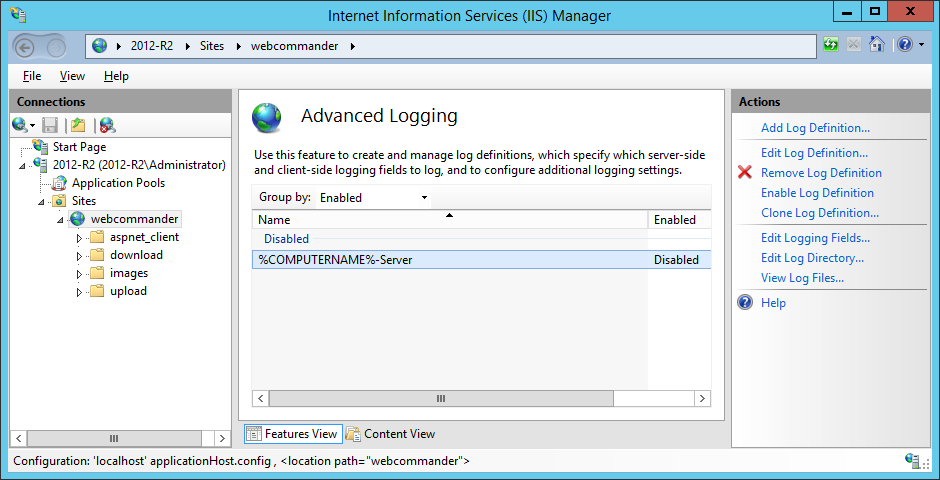 Internet Information Services (IIS) Manager
2012-R2 Sites webcommander
File View Help
Connections
Start Page
2012-R2 (2012-R2\Administrator)
Application Pools
Sites
webcommander
aspnet_client
download
images
upload
Advanced Logging
Use this feature to create and manage log definitions, which specify which server-side
and client-side logging fields to log, and to configure additional logging settings.
Group by: Enabled
Name Enabled
Disabled
%COMPUTERNAME%-Server Disabled
Features View Content View
Actions
Add Log Definition...
Edit Log Definition...
Remove Log Definition
Enable Log Definition
Clone Log Definition...
Edit Logging Fields...
Edit Log Directory...
View Log Files...
Help
Configuration: 'localhost' applicationHost.config , <location path="webcommander">